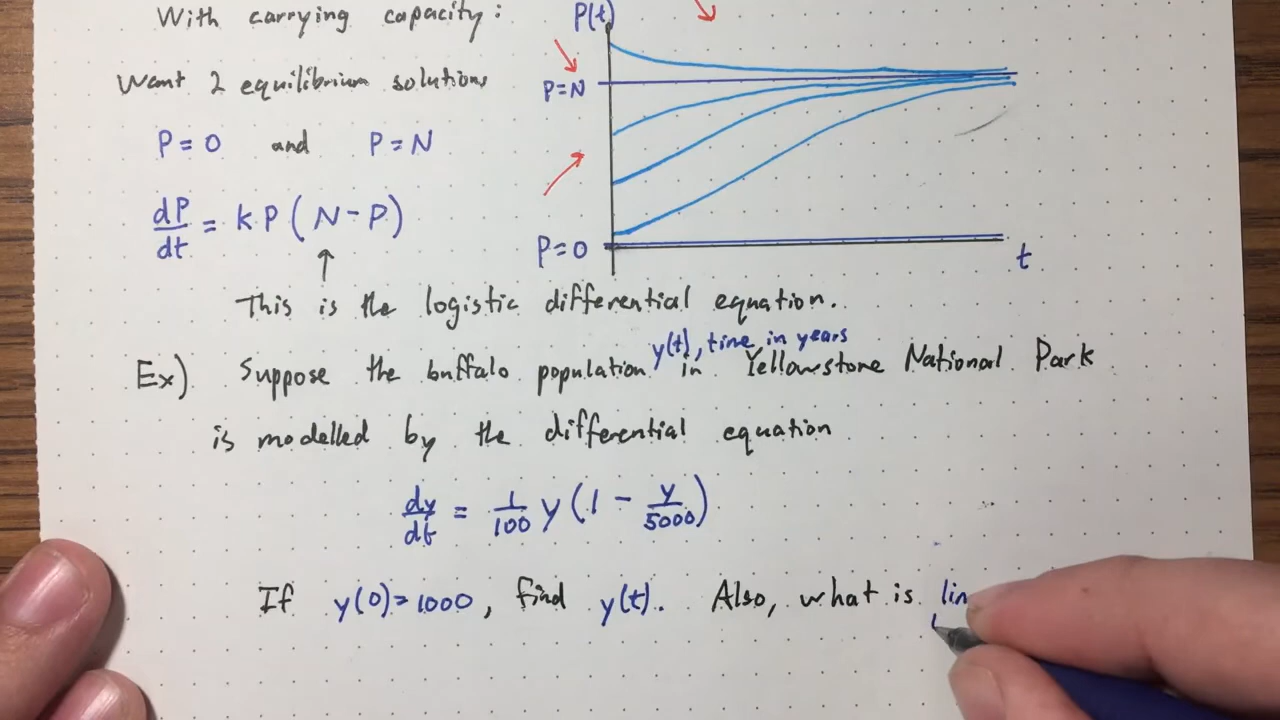 With carrying capacity:
Want 2 equilibrium solutions
P = 0 and P = N
dP/dt = k P (N - P)
↑
P(t)
P = N
P = 0
t
This is the logistic differential equation.
y(t), time in years
Ex) Suppose the buffalo population in Yellowstone National Park
is modelled by the differential equation
dy/dt = 1/100 y (1 - y/5000)
If y(0) = 1000, find y(t). Also, what is lim